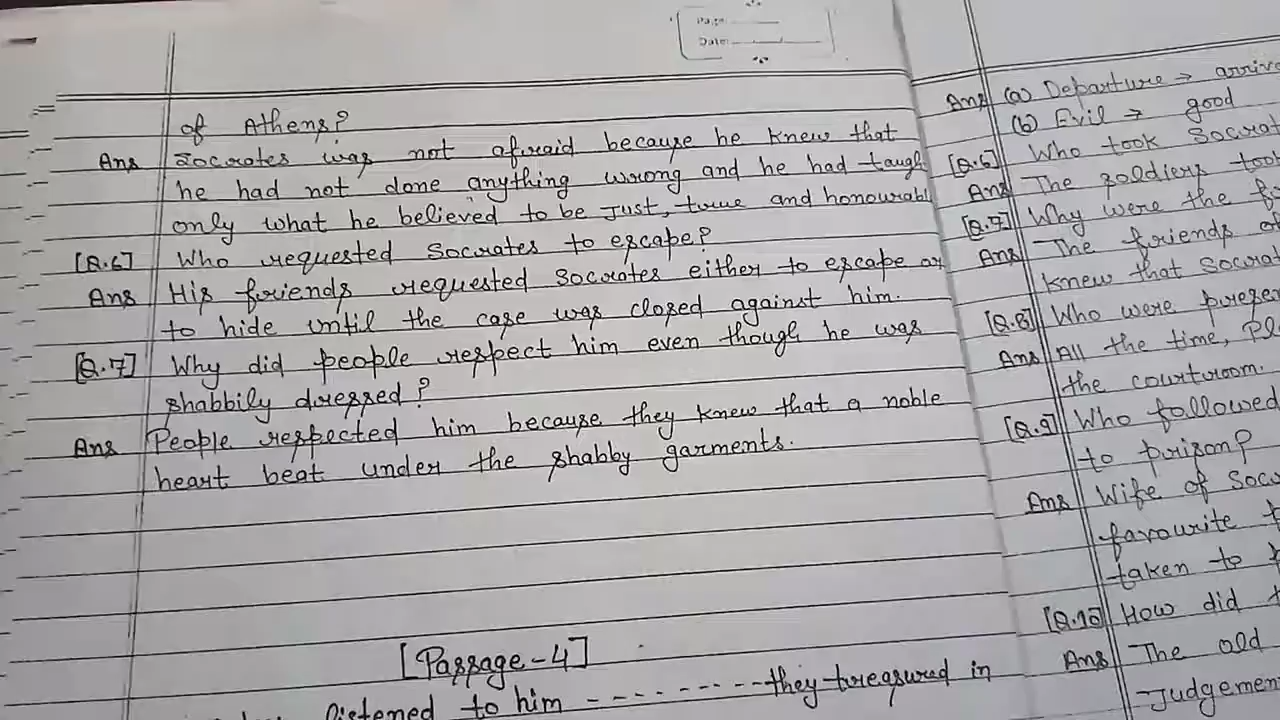 Page:
Date:
of Athens?
Ans Socrates was not afraid because he knew that
he had not done anything wrong and he had taugh
only what he believed to be just, true and honourabl
[Q.6] Who requested Socrates to escape?
Ans His friends requested Socrates either to escape or
to hide until the case was closed against him.
[Q.7] Why did people respect him even though he was
shabbily dressed?
Ans People respected him because they knew that a noble
heart beat under the shabby garments.
[Passage-4]
listened to him --------- they treasured in
Ans (a) Departure → arriv
(b) Evil → good
[Q.6] Who took Socrat
Ans The soldiers took
[Q.7] Why were the f
Ans The friends of
knew that Socrat
[Q.8] Who were presen
Ans All the time, Pl
the courtroom.
[Q.9] Who followed
to prison?
Ans Wife of Soc
favourite
taken to
[Q.10] How did t
Ans The old
Judgemen